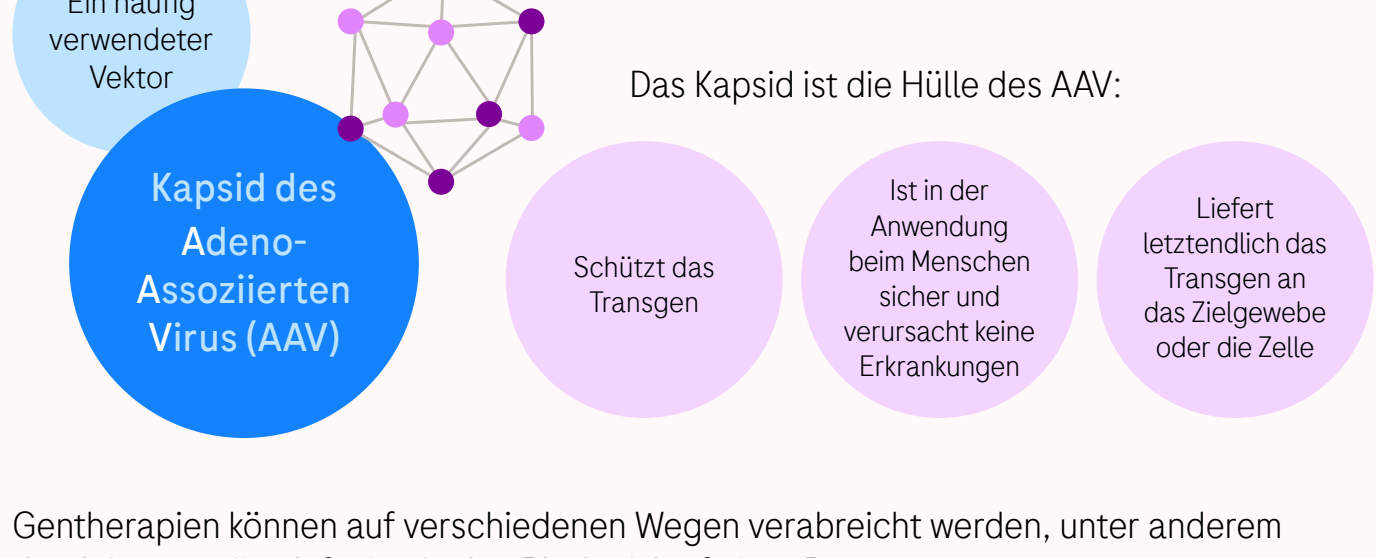 Ein häufig
verwendeter
Vektor
Kapsid des
Adeno-
Assoziierten
Virus (AAV)
Das Kapsid ist die Hülle des AAV:
Schützt das
Transgen
Ist in der
Anwendung
beim Menschen
sicher und
verursacht keine
Erkrankungen
Liefert
letztendlich das
Transgen an
das Zielgewebe
oder die Zelle
Gentherapien können auf verschiedenen Wegen verabreicht werden, unter anderem